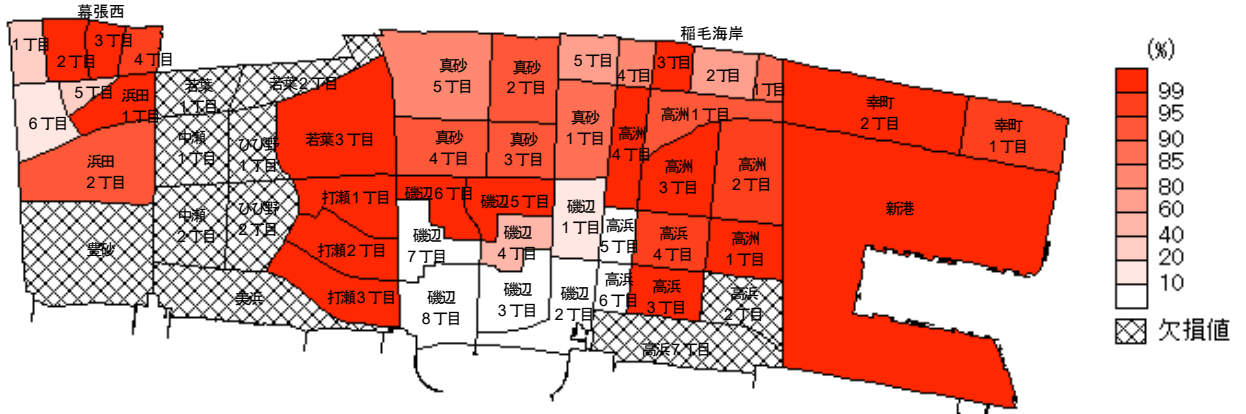 幕張西
1丁目
2丁目
3丁目
4丁目
5丁目
6丁目
浜田
1丁目
浜田
2丁目
豊砂
若葉
1丁目
若葉2丁目
中瀬
1丁目
ひび野
1丁目
中瀬
2丁目
ひび野
2丁目
美浜
若葉3丁目
打瀬1丁目
打瀬2丁目
打瀬3丁目
真砂
5丁目
真砂
2丁目
真砂
4丁目
真砂
3丁目
真砂
1丁目
磯辺6丁目
磯辺5丁目
磯辺
7丁目
磯辺
4丁目
磯辺
1丁目
磯辺
8丁目
磯辺
3丁目
磯辺
2丁目
稲毛海岸
5丁目
4丁目
3丁目
2丁目
1丁目
高洲1丁目
高洲
4丁目
高洲
3丁目
高洲
2丁目
高浜
5丁目
高浜
4丁目
高洲
1丁目
高浜
6丁目
高浜
3丁目
高浜
2丁目
高浜7丁目
幸町
2丁目
幸町
1丁目
新港
(%)
99
95
90
85
80
60
40
20
10
欠損値